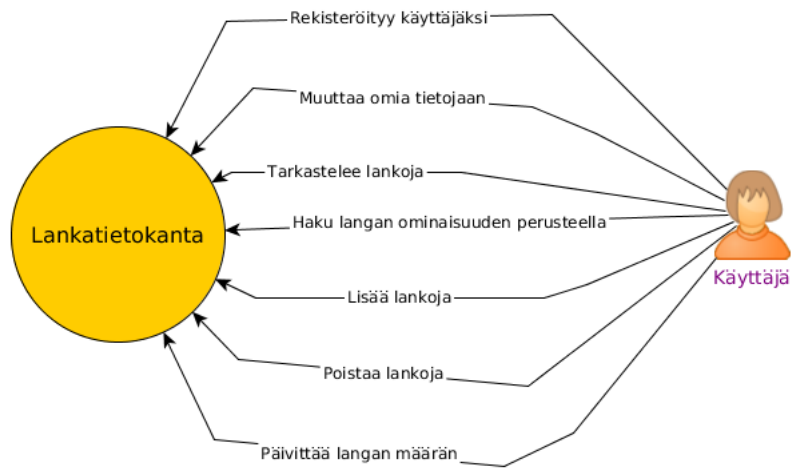 Rekisteröityy käyttäjäksi
Muuttaa omia tietojaan
Tarkastelee lankoja
Haku langan ominaisuuden perusteella
Lankatietokanta
Käyttäjä
Lisää lankoja
Poistaa lankoja
Päivittää langan määrän